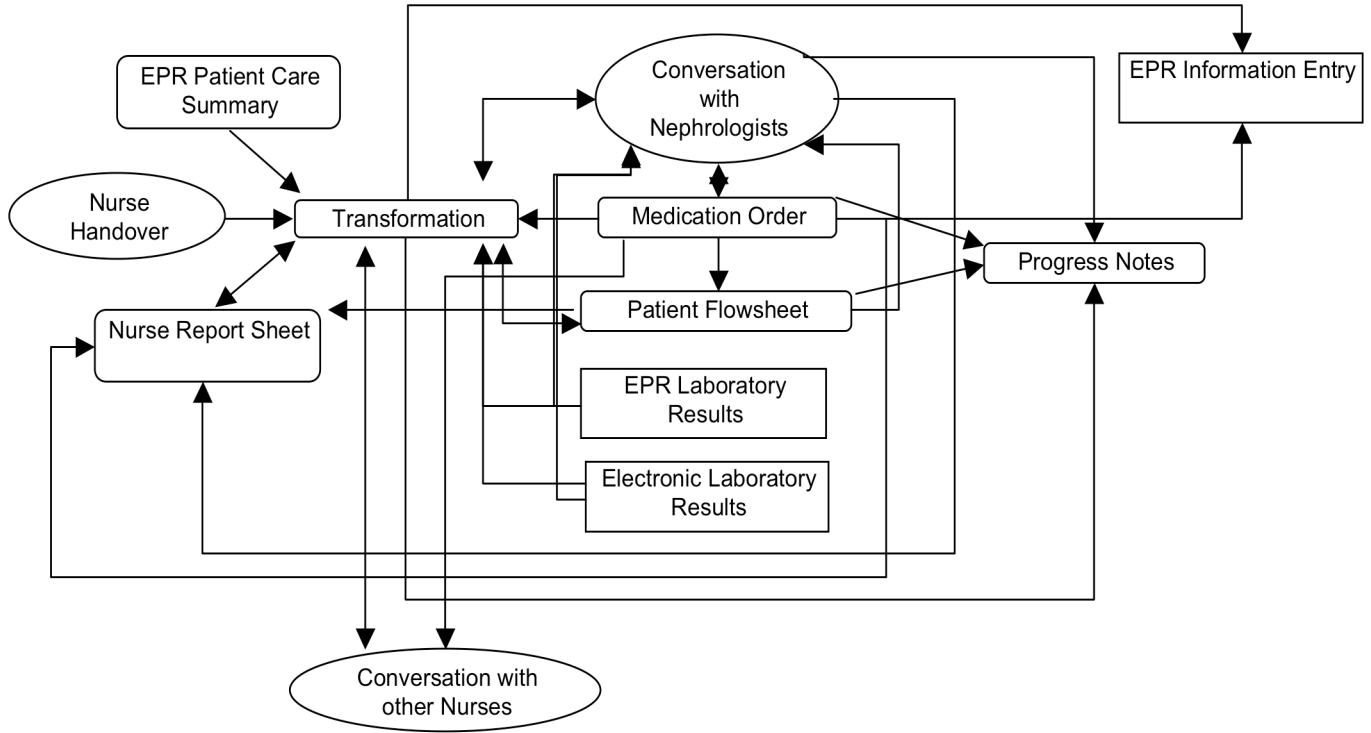 EPR Patient Care
Summary
Conversation
with
Nephrologists
EPR Information Entry
Nurse
Handover
Transformation
Medication Order
Progress Notes
Nurse Report Sheet
Patient Flowsheet
EPR Laboratory
Results
Electronic Laboratory
Results
Conversation with
other Nurses